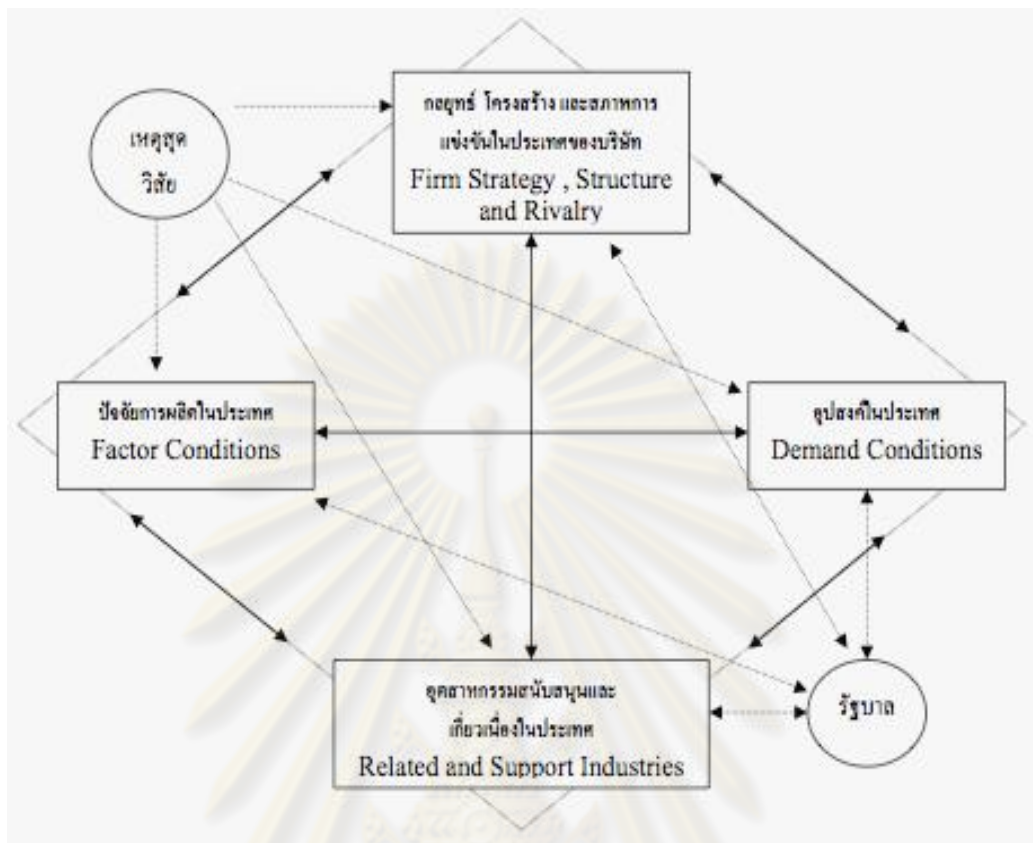 กลยุทธ์ โครงสร้าง และสภาพการ
แข่งขันในประเทศของบริษัท
Firm Strategy , Structure
and Rivalry
เหตุสุด
วิสัย
ปัจจัยการผลิตในประเทศ
Factor Conditions
อุปสงค์ในประเทศ
Demand Conditions
อุตสาหกรรมสนับสนุนและ
เกี่ยวเนื่องในประเทศ
Related and Support Industries
รัฐบาล